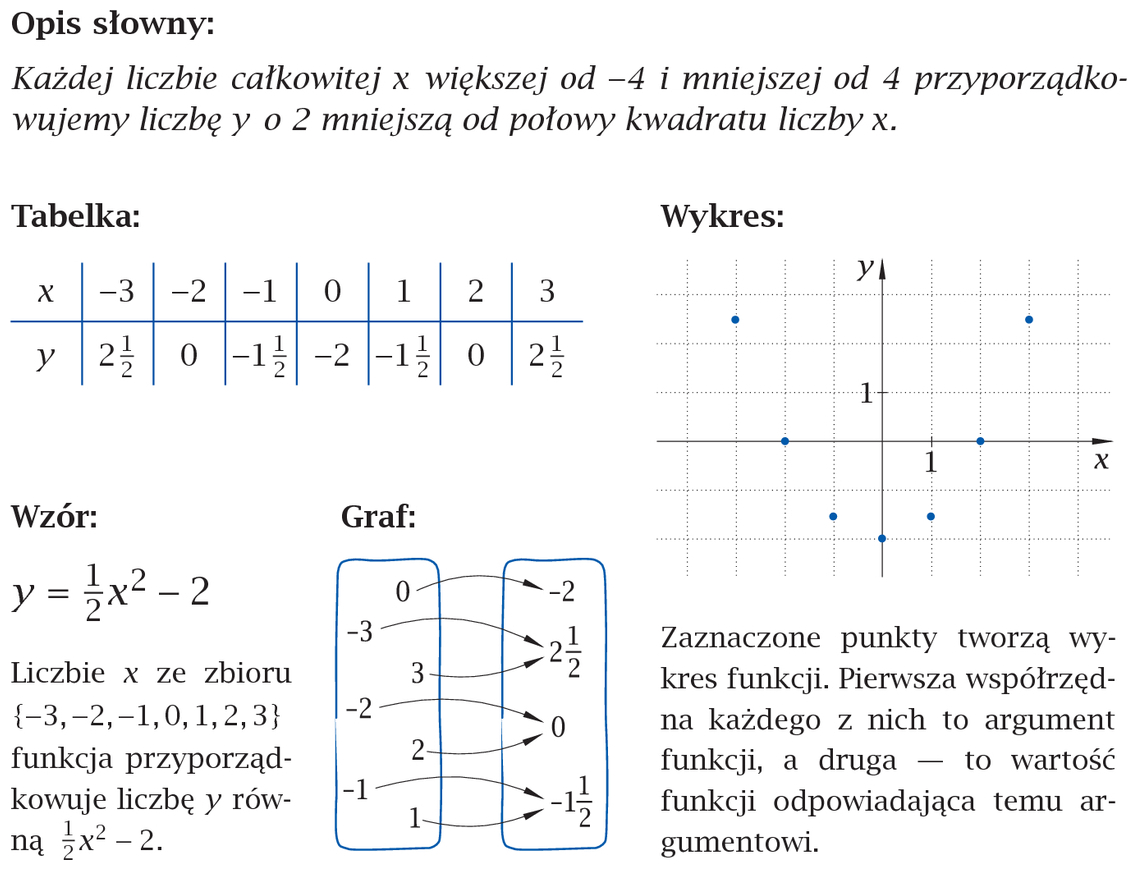 Opis słowny:
Każdej liczbie całkowitej x większej od –4 i mniejszej od 4 przyporządko-
wujemy liczbę y o 2 mniejszą od połowy kwadratu liczby x.
Tabelka:
x –3 –2 –1 0 1 2 3
y 2 1/2 0 –1 1/2 –2 –1 1/2 0 2 1/2
Wykres:
y
1
1
x
Wzór:
y = 1/2 x² – 2
Liczbie x ze zbioru
{–3, –2, –1, 0, 1, 2, 3}
funkcja przyporząd-
kowuje liczbę y rów-
ną 1/2 x² – 2.
Graf:
0 –2
–3
2 1/2
3
–2
0
2
–1
–1 1/2
1
Zaznaczone punkty tworzą wy-
kres funkcji. Pierwsza współrzęd-
na każdego z nich to argument
funkcji, a druga — to wartość
funkcji odpowiadająca temu ar-
gumentowi.